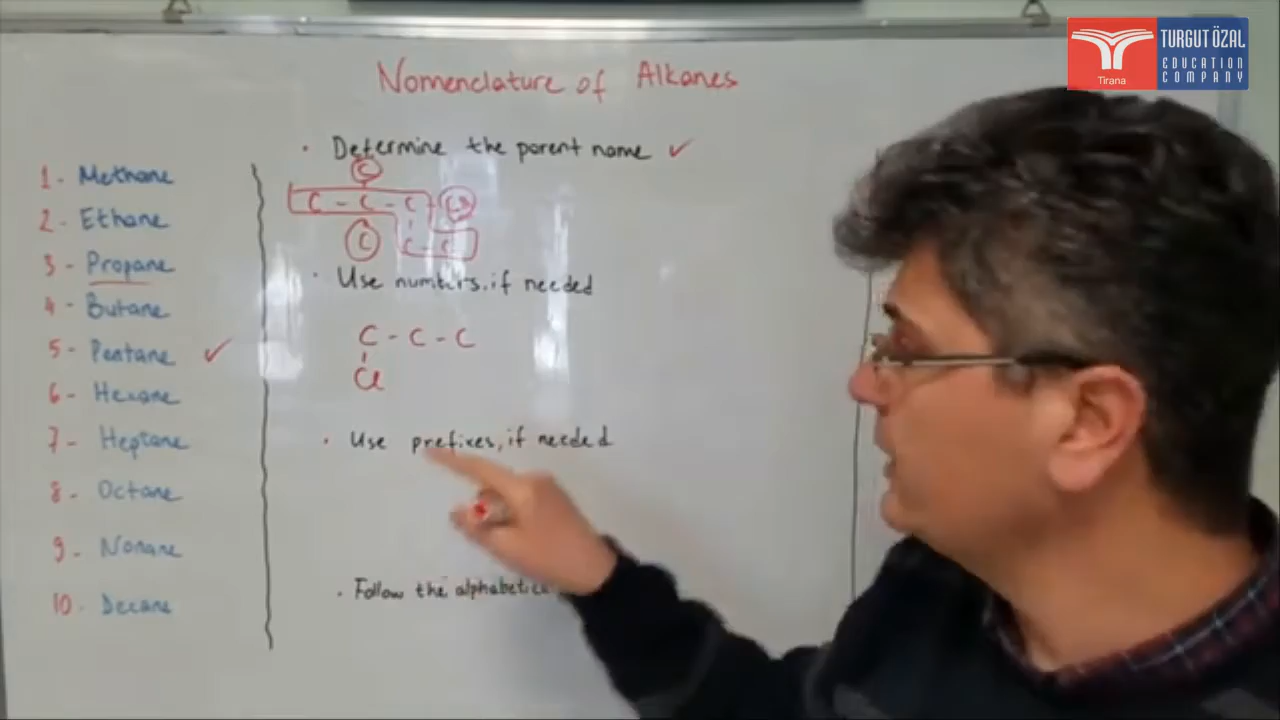 TURGUT ÖZAL
EDUCATION
COMPANY
Tirana
Nomenclature of Alkanes
1- Methane
2- Ethane
3- Propane
4- Butane
5- Pentane ✓
6- Hexane
7- Heptane
8- Octane
9- Nonane
10- Decane
• Determine the parent name ✓
C
C - C - C
C C - C
• Use numbers, if needed
C - C - C
Cl
• Use prefixes, if needed
• Follow the